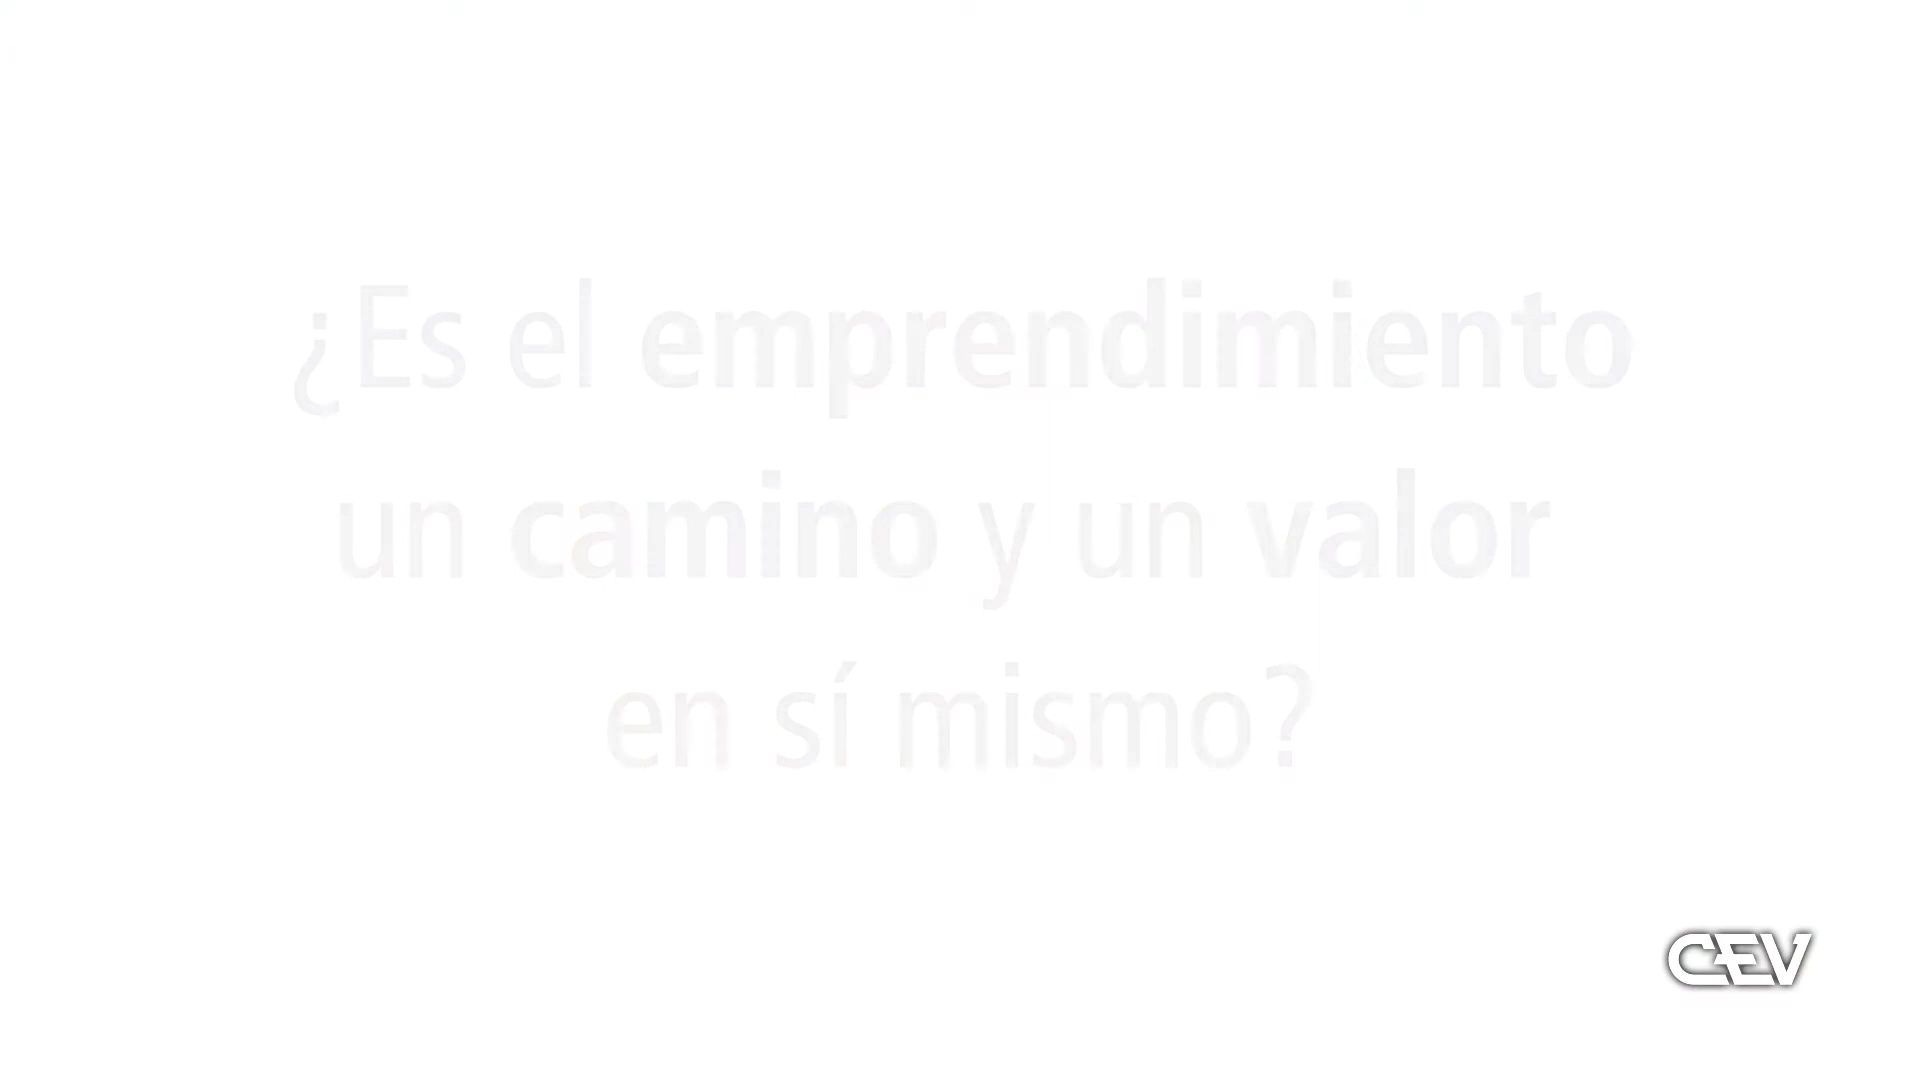 ¿Es el emprendimiento
un camino y un valor
en sí mismo?
CEV